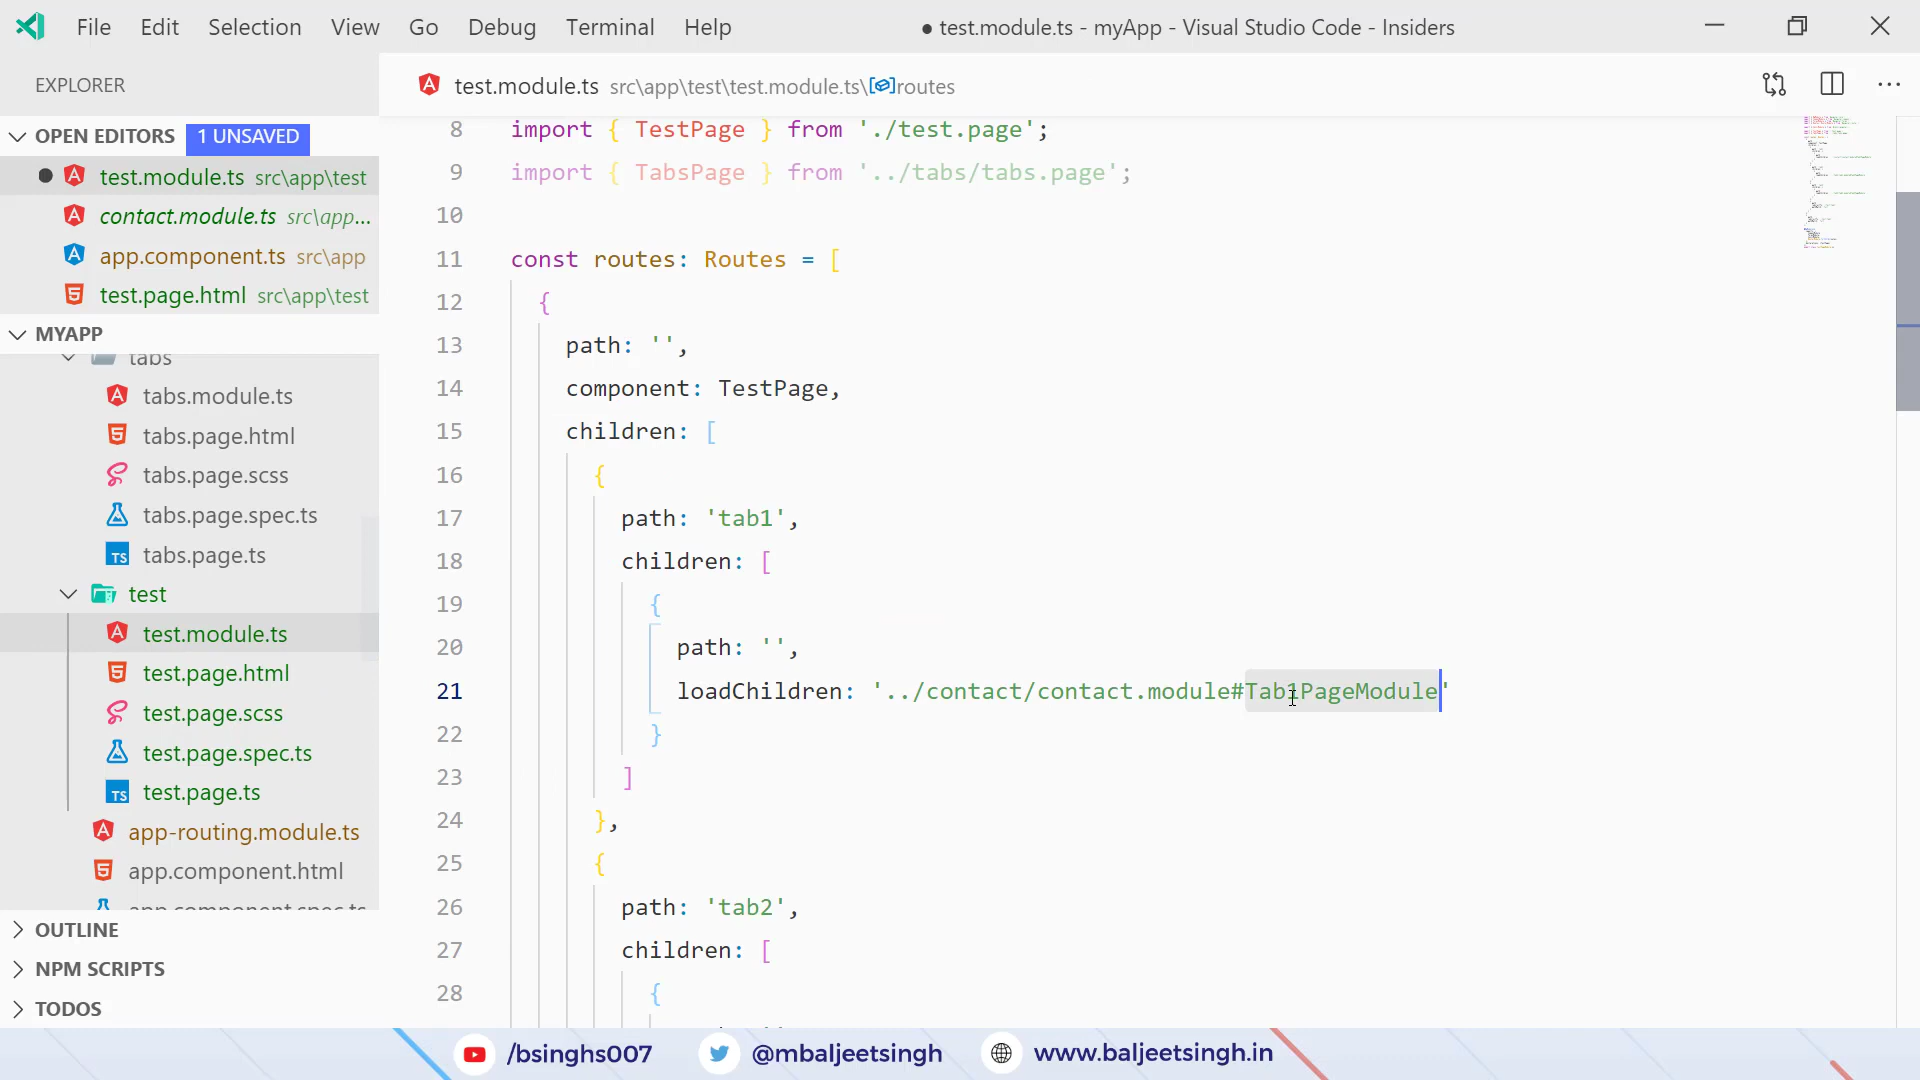 File Edit Selection View Go Debug Terminal Help
● test.module.ts - myApp - Visual Studio Code - Insiders
EXPLORER
OPEN EDITORS 1 UNSAVED
test.module.ts src\app\test
contact.module.ts src\app...
app.component.ts src\app
test.page.html src\app\test
MYAPP
tabs
tabs.module.ts
tabs.page.html
tabs.page.scss
tabs.page.spec.ts
tabs.page.ts
test
test.module.ts
test.page.html
test.page.scss
test.page.spec.ts
test.page.ts
app-routing.module.ts
app.component.html
app.component.spec.ts
OUTLINE
NPM SCRIPTS
TODOS
test.module.ts src\app\test\test.module.ts\routes
8 import { TestPage } from './test.page';
9 import { TabsPage } from '../tabs/tabs.page';
10
11 const routes: Routes = [
12 {
13 path: '',
14 component: TestPage,
15 children: [
16 {
17 path: 'tab1',
18 children: [
19 {
20 path: '',
21 loadChildren: '../contact/contact.module#Tab1PageModule'
22 }
23 ]
24 },
25 {
26 path: 'tab2',
27 children: [
28 {
/bsinghs007 @mbaljeetsingh www.baljeetsingh.in